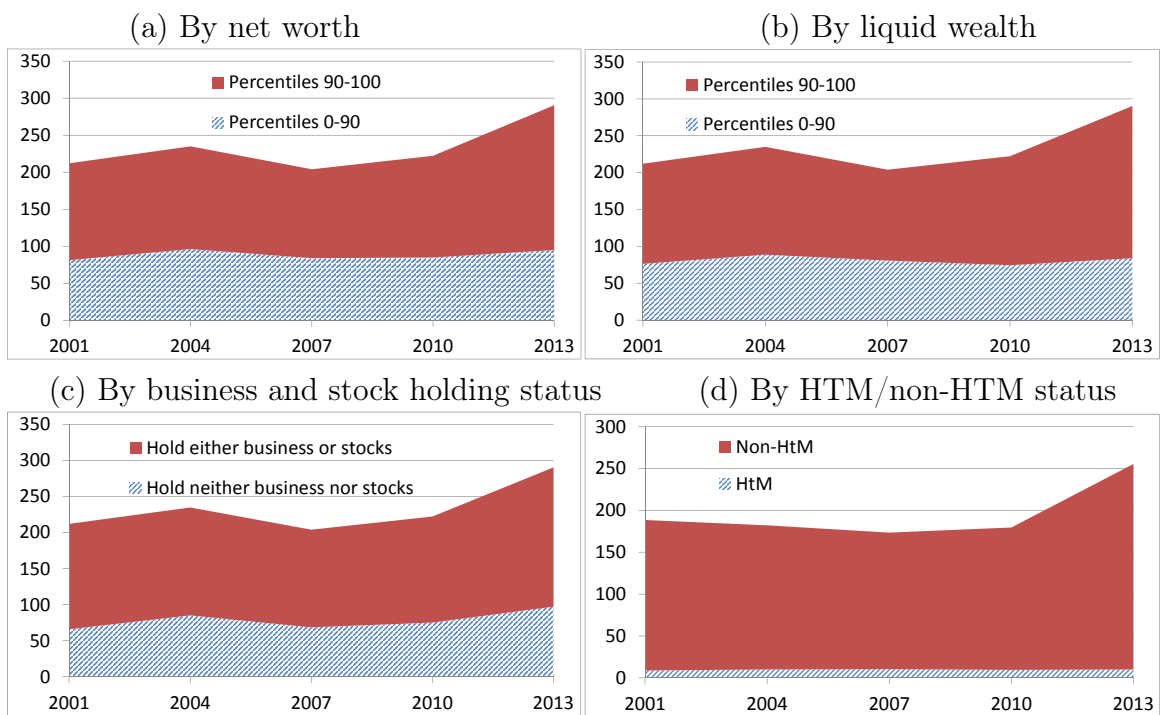 (a) By net worth
350
300
250
200
150
100
50
0
Percentiles 90-100
Percentiles 0-90
2001 2004 2007 2010 2013
(b) By liquid wealth
350
300
250
200
150
100
50
0
Percentiles 90-100
Percentiles 0-90
2001 2004 2007 2010 2013
(c) By business and stock holding status
350
300
250
200
150
100
50
0
Hold either business or stocks
Hold neither business nor stocks
2001 2004 2007 2010 2013
(d) By HTM/non-HTM status
300
250
200
150
100
50
0
Non-HtM
HtM
2001 2004 2007 2010 2013